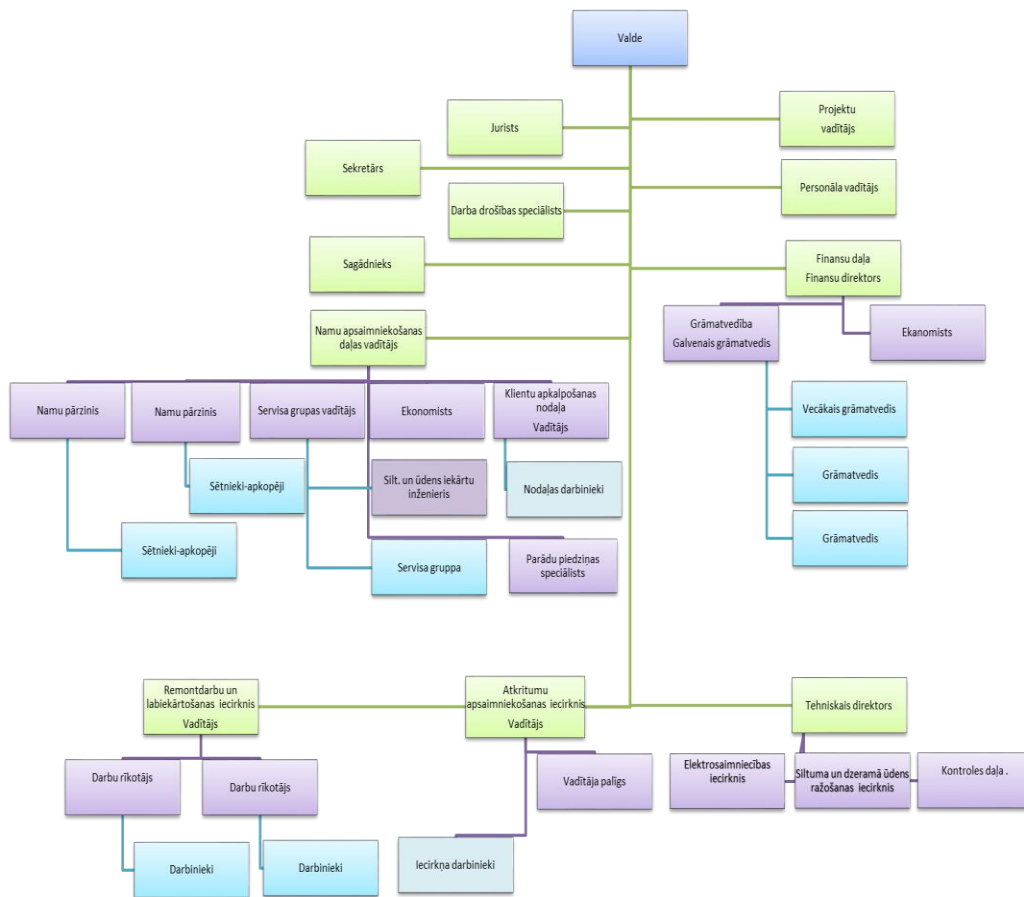 Valde
Jurists
Projektu
vadītājs
Sekretārs
Personāla vadītājs
Darba drošības speciālists
Sagādnieks
Finansu daļa
Finansu direktors
Namu apsaimniekošanas
daļas vadītājs
Grāmatvedība
Galvenais grāmatvedis
Ekanomists
Namu pārzinis
Namu pārzinis
Servisa grupas vadītājs
Ekonomists
Klientu apkalpošanas
nodaļa
Vadītājs
Vecākais grāmatvedis
Sētnieki-apkopēji
Silt. un ūdens iekārtu
inženieris
Nodaļas darbinieki
Grāmatvedis
Sētnieki-apkopēji
Servisa gruppa
Parādu piedziņas
speciālists
Grāmatvedis
Remontdarbu un
labiekārtošanas iecirknis
Vadītājs
Atkritumu
apsaimniekošanas iecirknis
Vadītājs
Tehniskais direktors
Darbu rīkotājs
Darbu rīkotājs
Vadītāja palīgs
Elektrosaimniecības
iecirknis
Siltuma un dzeramā ūdens
ražošanas iecirknis
Kontroles daļa .
Darbinieki
Darbinieki
Iecirkņa darbinieki